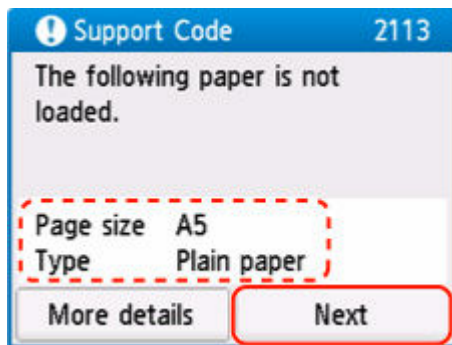 Support Code 2113
The following paper is not
loaded.
Page size A5
Type Plain paper
More details Next